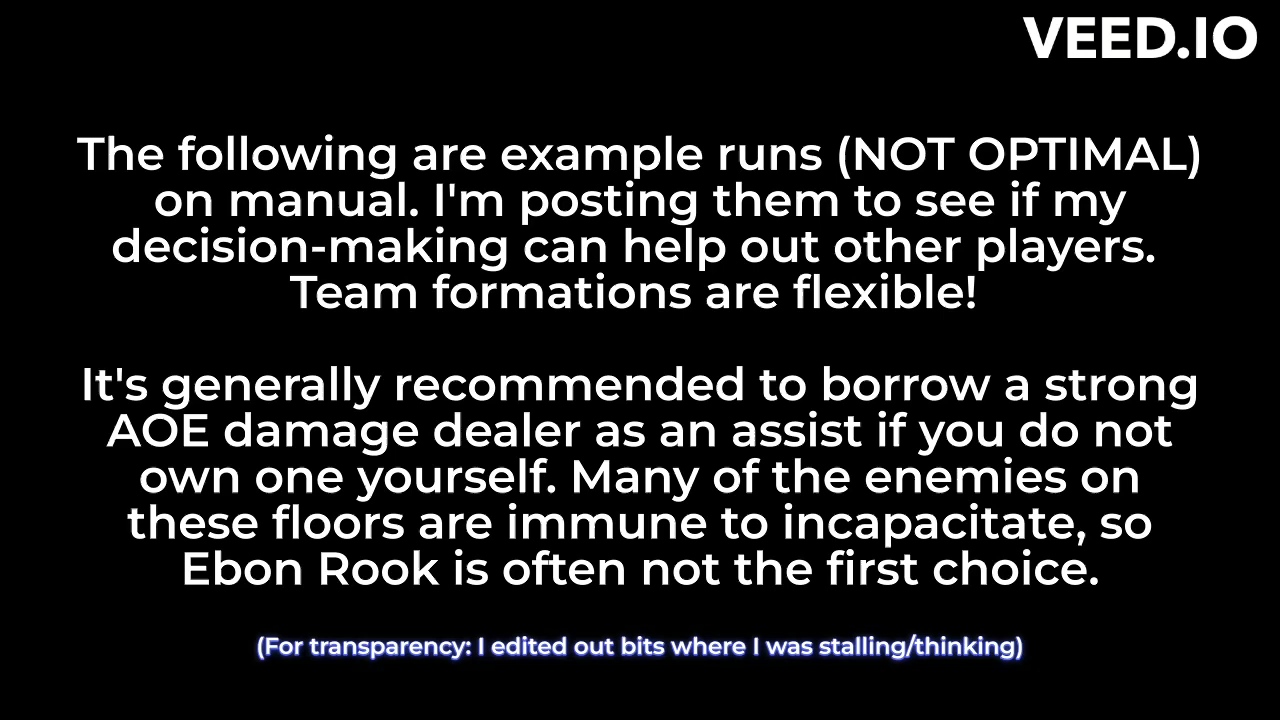 VEED.IO
The following are example runs (NOT OPTIMAL)
on manual. I'm posting them to see if my
decision-making can help out other players.
Team formations are flexible!
It's generally recommended to borrow a strong
AOE damage dealer as an assist if you do not
own one yourself. Many of the enemies on
these floors are immune to incapacitate, so
Ebon Rook is often not the first choice.
(For transparency: I edited out bits where I was stalling/thinking)